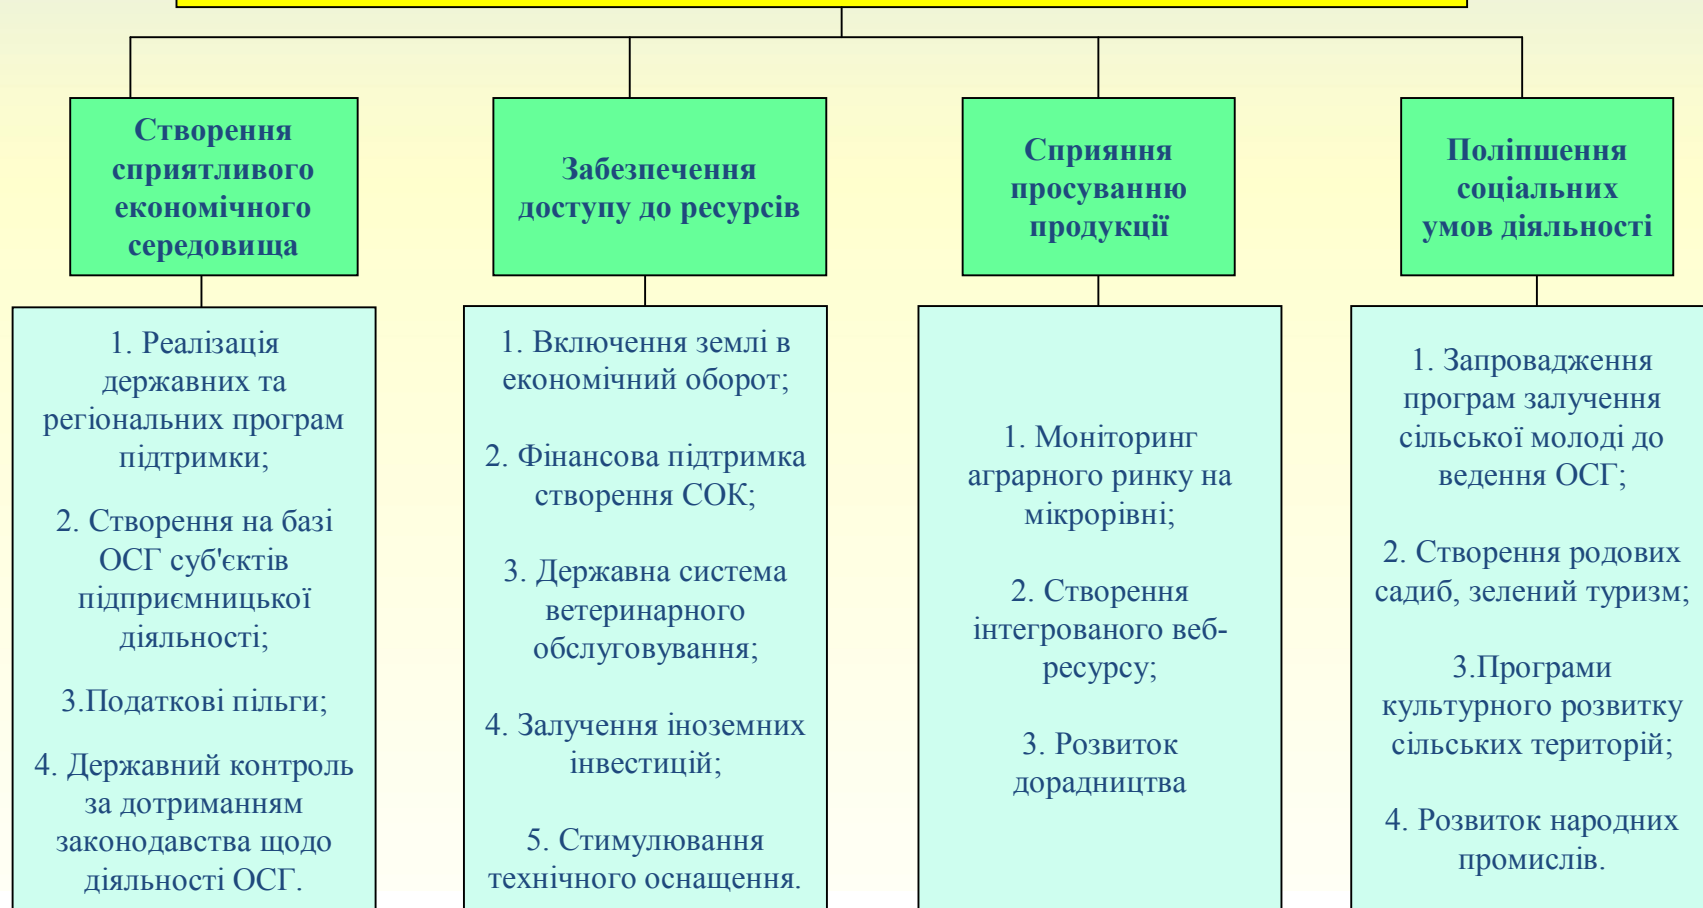 Створення
сприятливого
економічного
середовища
Забезпечення
доступу до ресурсів
Сприяння
просуванню
продукції
Поліпшення
соціальних
умов діяльності
1. Реалізація
державних та
регіональних програм
підтримки;
2. Створення на базі
ОСГ суб'єктів
підприємницької
діяльності;
3.Податкові пільги;
4. Державний контроль
за дотриманням
законодавства щодо
діяльності ОСГ.
1. Включення землі в
економічний оборот;
2. Фінансова підтримка
створення СОК;
3. Державна система
ветеринарного
обслуговування;
4. Залучення іноземних
інвестицій;
5. Стимулювання
технічного оснащення.
1. Моніторинг
аграрного ринку на
мікрорівні;
2. Створення
інтегрованого веб-
ресурсу;
3. Розвиток
дорадництва
1. Запровадження
програм залучення
сільської молоді до
ведення ОСГ;
2. Створення родових
садиб, зелений туризм;
3.Програми
культурного розвитку
сільських територій;
4. Розвиток народних
промислів.